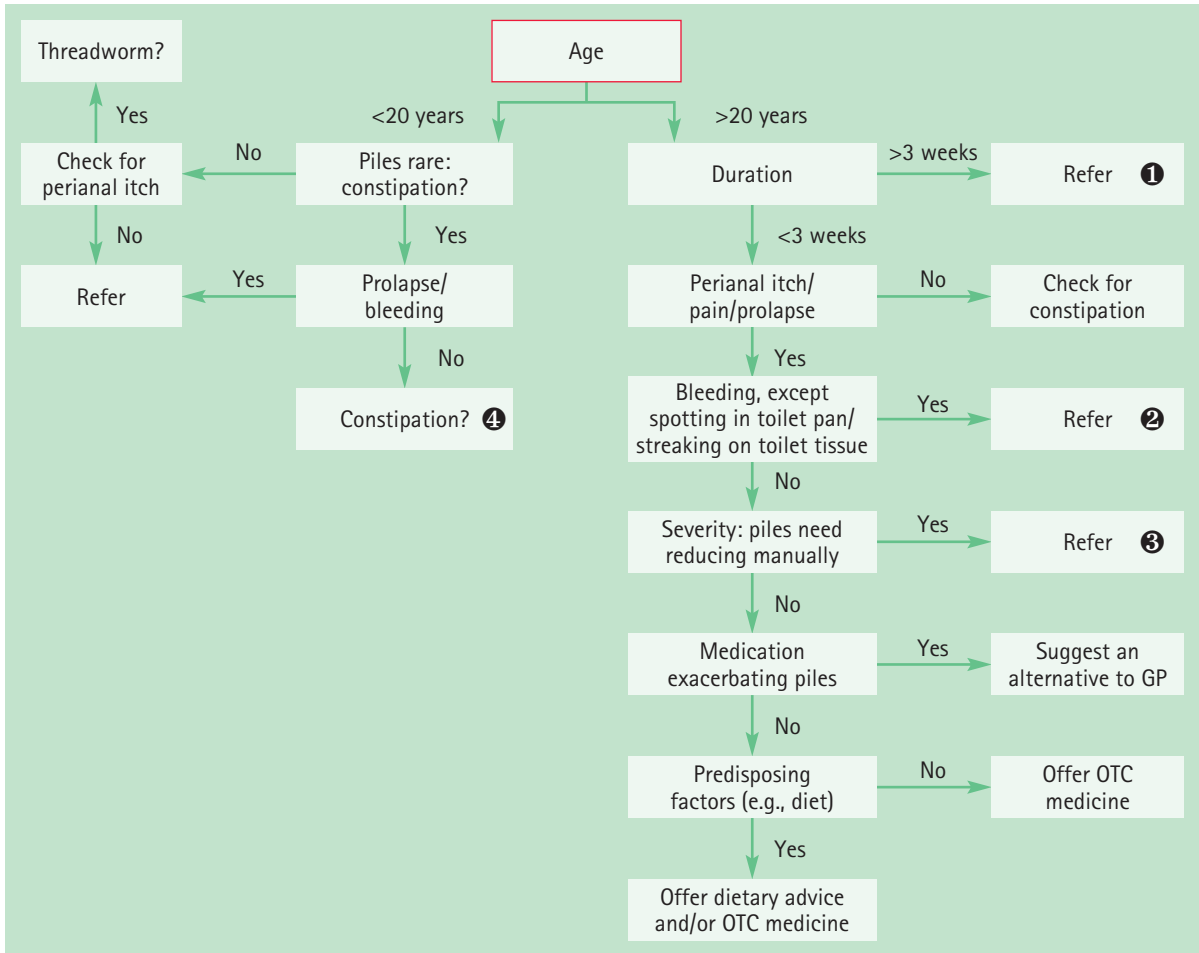 Age
<20 years
>20 years
Threadworm?
Yes
Check for
perianal itch
No
Piles rare:
constipation?
No
Yes
Refer
Yes
Prolapse/
bleeding
No
Constipation? ❹
Duration
>3 weeks
Refer ❶
<3 weeks
Perianal itch/
pain/prolapse
No
Check for
constipation
Yes
Bleeding, except
spotting in toilet pan/
streaking on toilet tissue
Yes
Refer ❷
No
Severity: piles need
reducing manually
Yes
Refer ❸
No
Medication
exacerbating piles
Yes
Suggest an
alternative to GP
No
Predisposing
factors (e.g., diet)
No
Offer OTC
medicine
Yes
Offer dietary advice
and/or OTC medicine